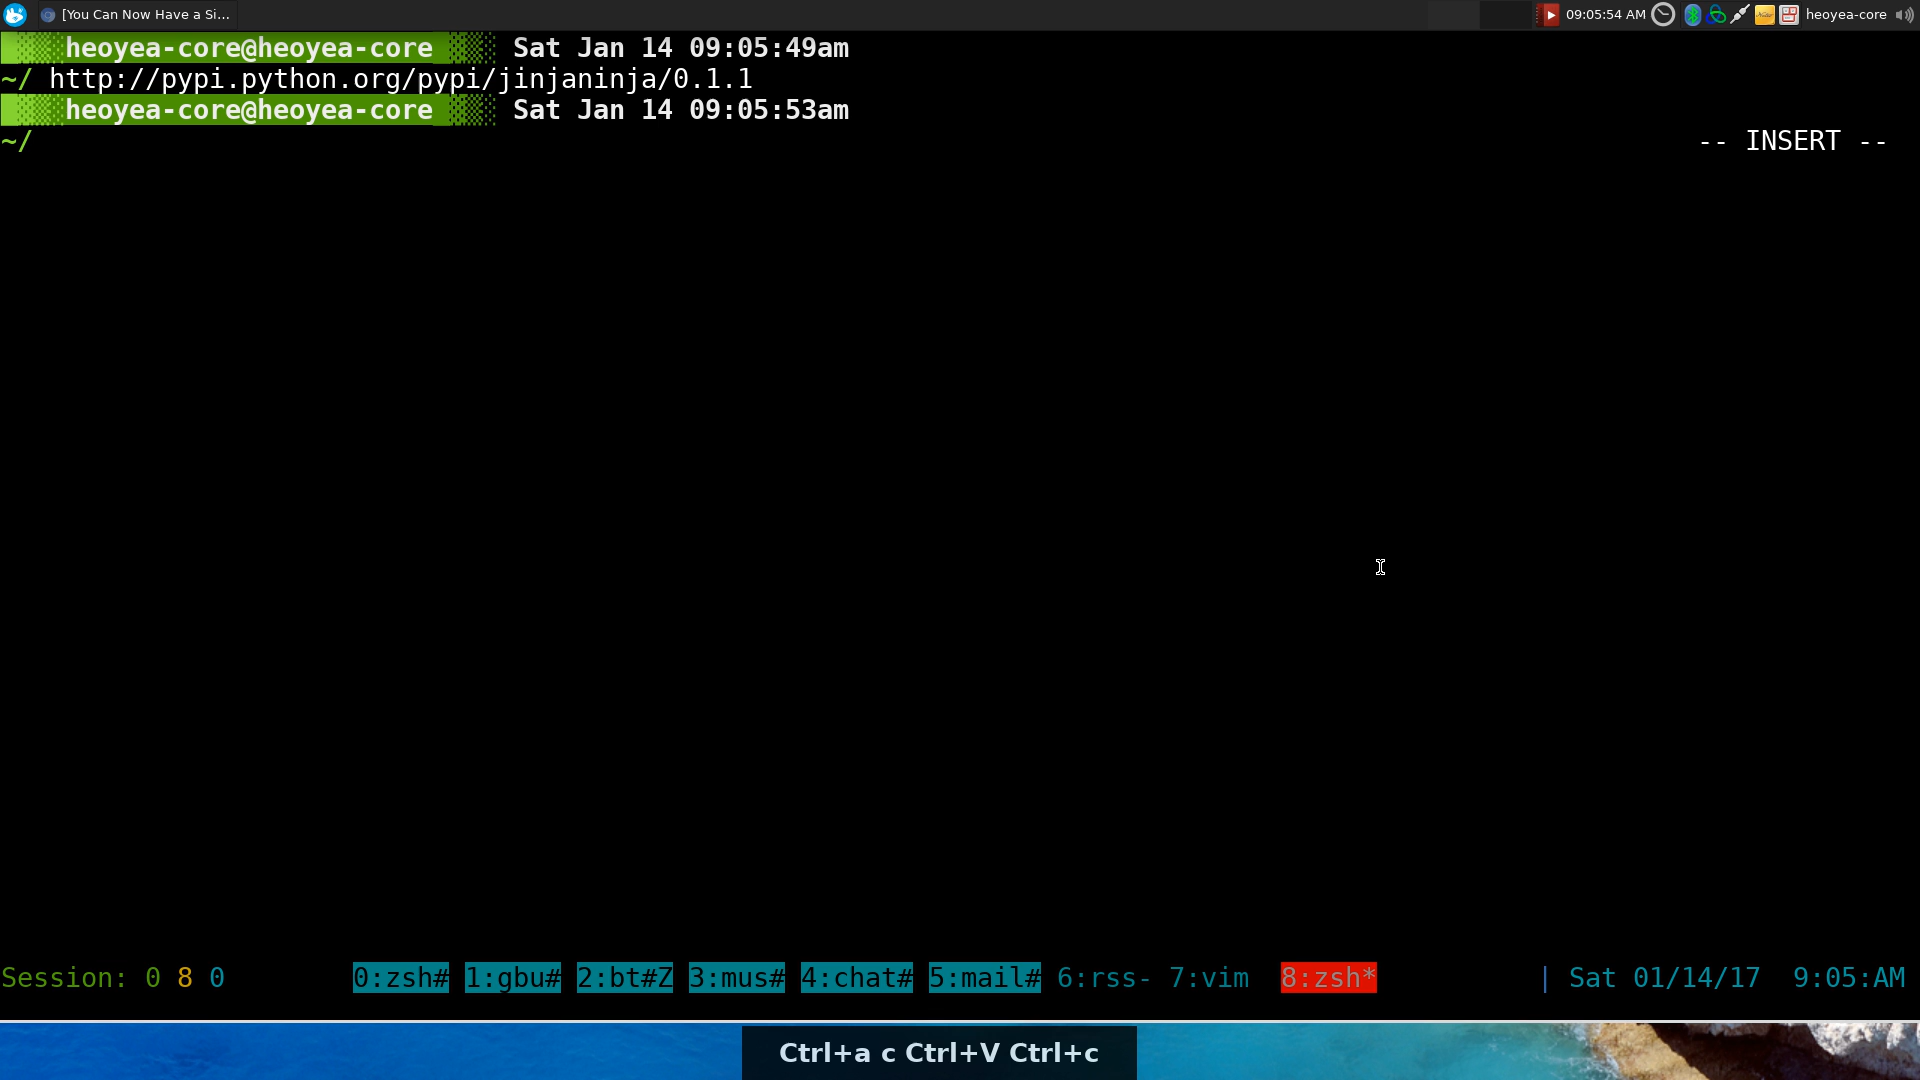 [You Can Now Have a Si...
09:05:54 AM
heoyea-core
heoyea-core@heoyea-core Sat Jan 14 09:05:49am
~/ http://pypi.python.org/pypi/jinjaninja/0.1.1
heoyea-core@heoyea-core Sat Jan 14 09:05:53am
~/ -- INSERT --
Session: 0 8 0 0:zsh# 1:gbu# 2:bt#Z 3:mus# 4:chat# 5:mail# 6:rss- 7:vim 8:zsh* | Sat 01/14/17 9:05:AM
Ctrl+a c Ctrl+V Ctrl+c